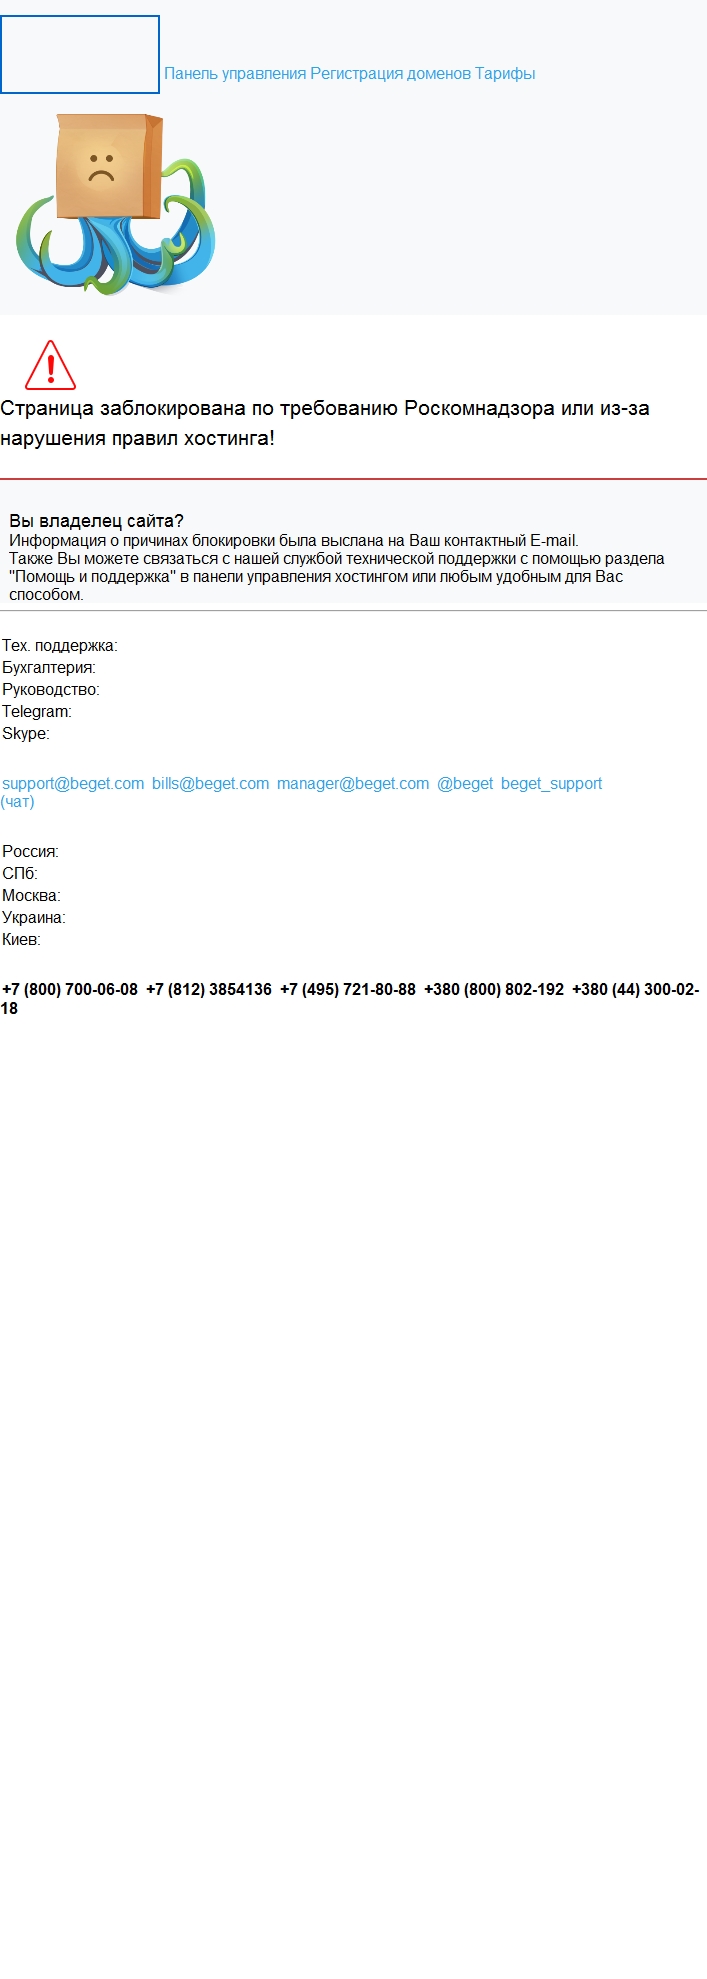 Панель управления Регистрация доменов Тарифы
Страница заблокирована по требованию Роскомнадзора или из-за
нарушения правил хостинга!
Вы владелец сайта?
Информация о причинах блокировки была выслана на Ваш контактный E-mail.
Также Вы можете связаться с нашей службой технической поддержки с помощью раздела
"Помощь и поддержка" в панели управления хостингом или любым удобным для Вас
способом.
Тех. поддержка:
Бухгалтерия:
Руководство:
Telegram:
Skype:
support@beget.com bills@beget.com manager@beget.com @beget beget_support
(чат)
Россия:
СПб:
Москва:
Украина:
Киев:
+7 (800) 700-06-08 +7 (812) 3854136 +7 (495) 721-80-88 +380 (800) 802-192 +380 (44) 300-02-
18